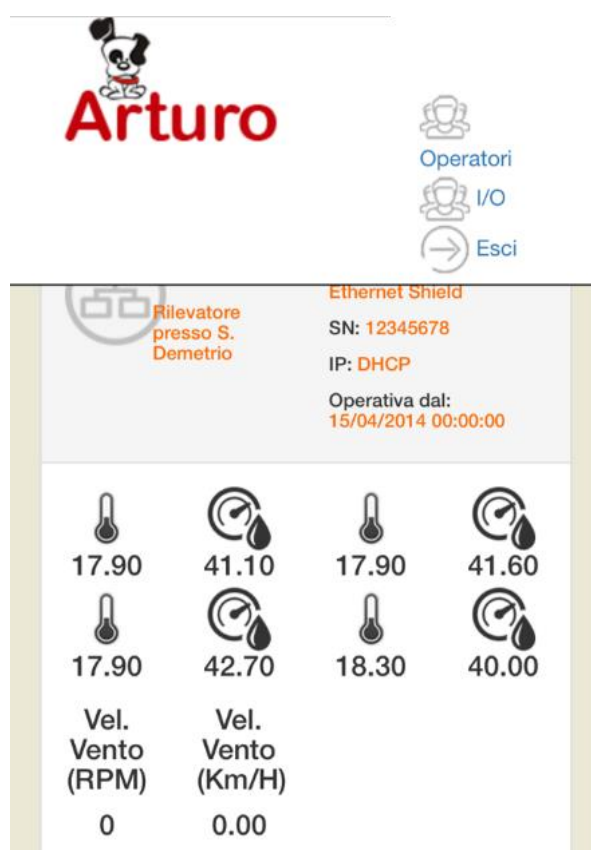 Arturo
Operatori
I/O
Esci
Rilevatore
presso S.
Demetrio
Ethernet Shield
SN: 12345678
IP: DHCP
Operativa dal:
15/04/2014 00:00:00
17.90 41.10 17.90 41.60
17.90 42.70 18.30 40.00
Vel. Vel.
Vento Vento
(RPM) (Km/H)
0 0.00